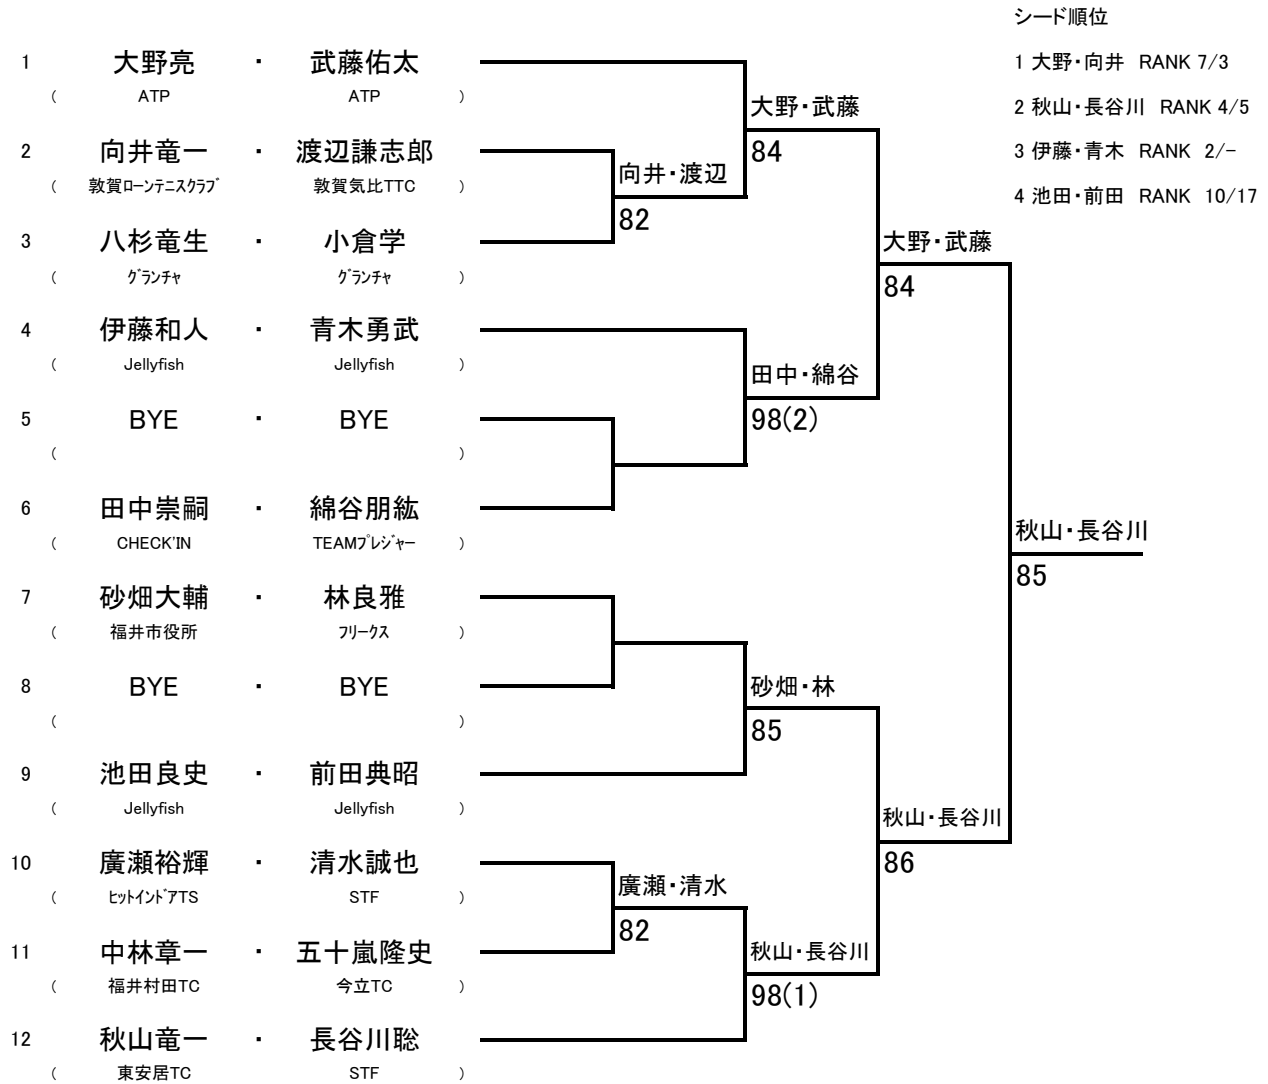 シード順位
1 大野・向井 RANK 7/3
2 秋山・長谷川 RANK 4/5
3 伊藤・青木 RANK 2/-
4 池田・前田 RANK 10/17
1 大野亮 ・ 武藤佑太
( ATP ATP )
2 向井竜一 ・ 渡辺謙志郎
( 敦賀ローンテニスクラブ 敦賀気比TTC )
3 八杉竜生 ・ 小倉学
( グランチャ グランチャ )
4 伊藤和人 ・ 青木勇武
( Jellyfish Jellyfish )
5 BYE ・ BYE
( )
6 田中崇嗣 ・ 綿谷朋紘
( CHECK'IN TEAMプレジャー )
7 砂畑大輔 ・ 林良雅
( 福井市役所 フリークス )
8 BYE ・ BYE
( )
9 池田良史 ・ 前田典昭
( Jellyfish Jellyfish )
10 廣瀬裕輝 ・ 清水誠也
( ヒットインドアTS STF )
11 中林章一 ・ 五十嵐隆史
( 福井村田TC 今立TC )
12 秋山竜一 ・ 長谷川聡
( 東安居TC STF )
向井・渡辺
82
廣瀬・清水
82
大野・武藤
84
田中・綿谷
98(2)
砂畑・林
85
秋山・長谷川
98(1)
大野・武藤
84
秋山・長谷川
86
秋山・長谷川
85